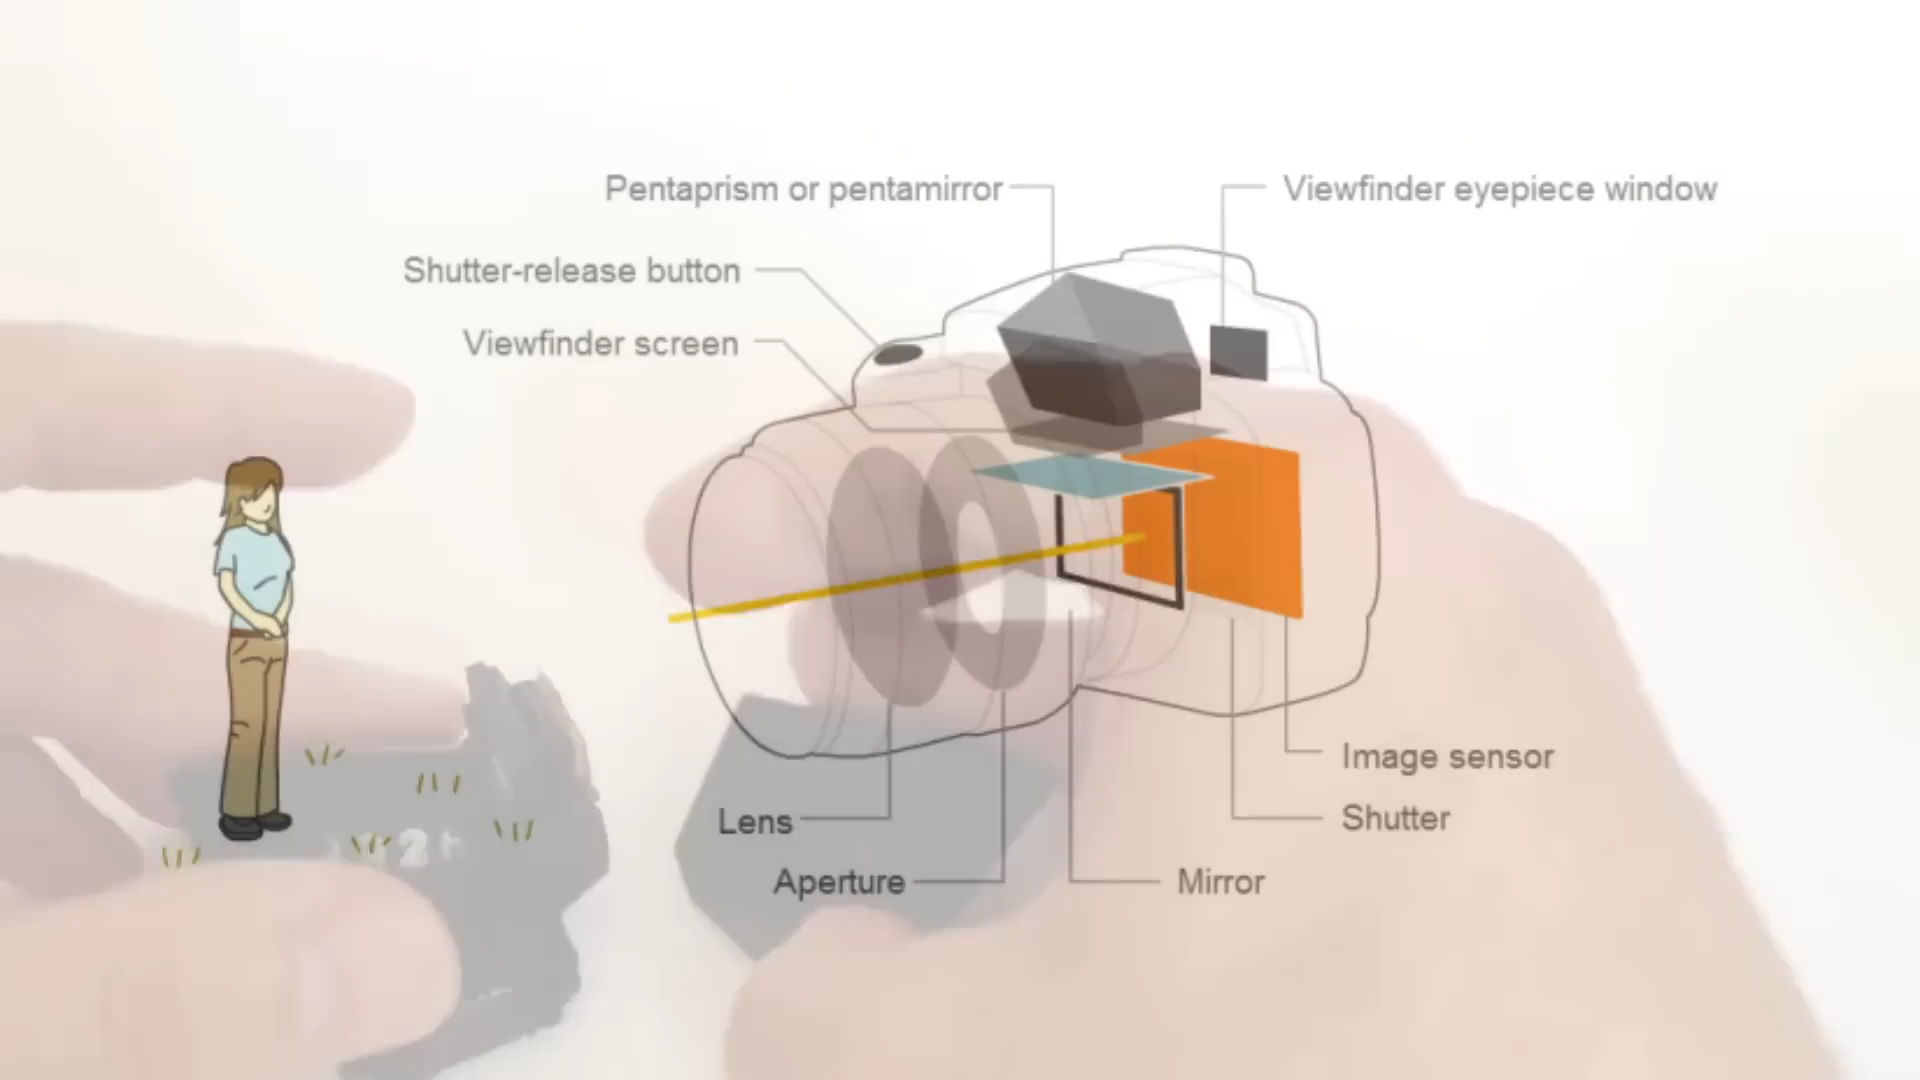 Pentaprism or pentamirror
Viewfinder eyepiece window
Shutter-release button
Viewfinder screen
Image sensor
Lens
Shutter
Aperture
Mirror